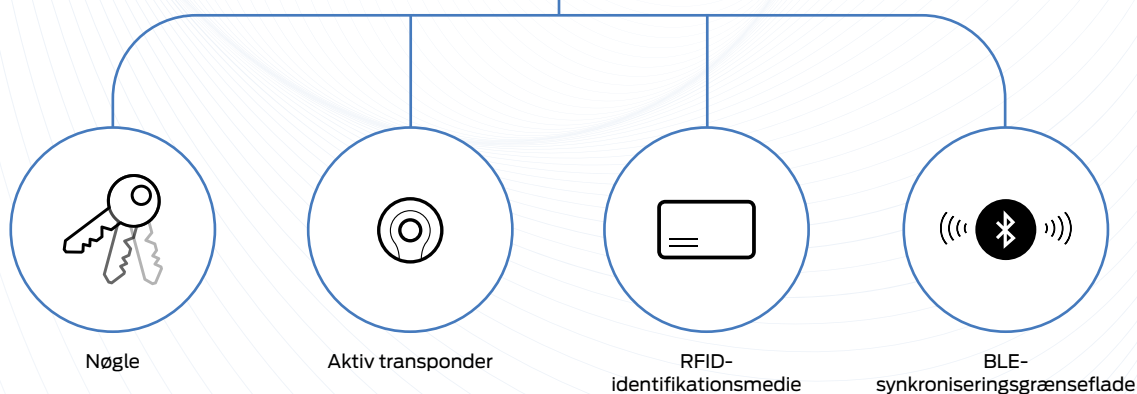 Nøgle
Aktiv transponder
RFID-
identifikationsmedie
BLE-
synkroniseringsgrænseflade